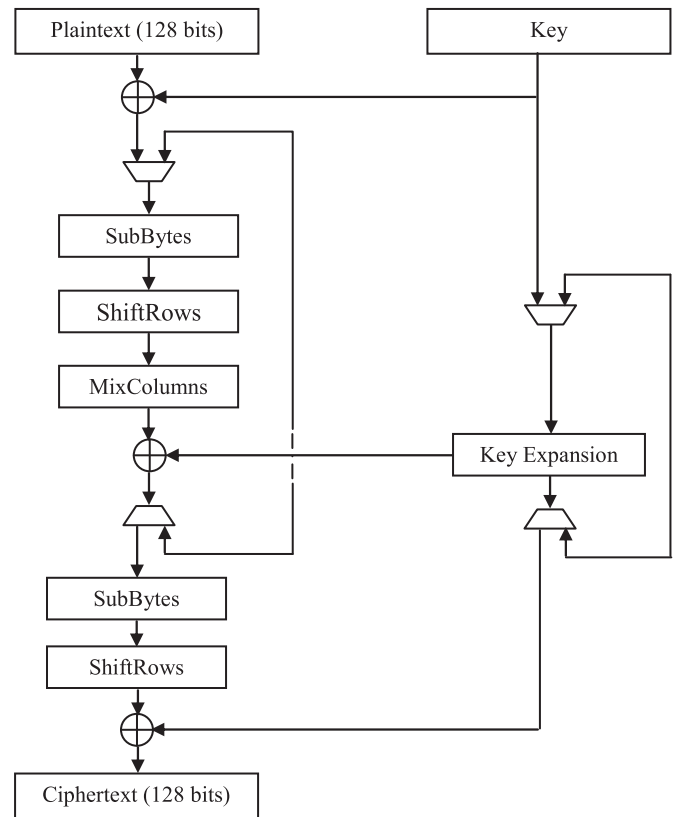 Plaintext (128 bits)
Key
SubBytes
ShiftRows
MixColumns
Key Expansion
SubBytes
ShiftRows
Ciphertext (128 bits)